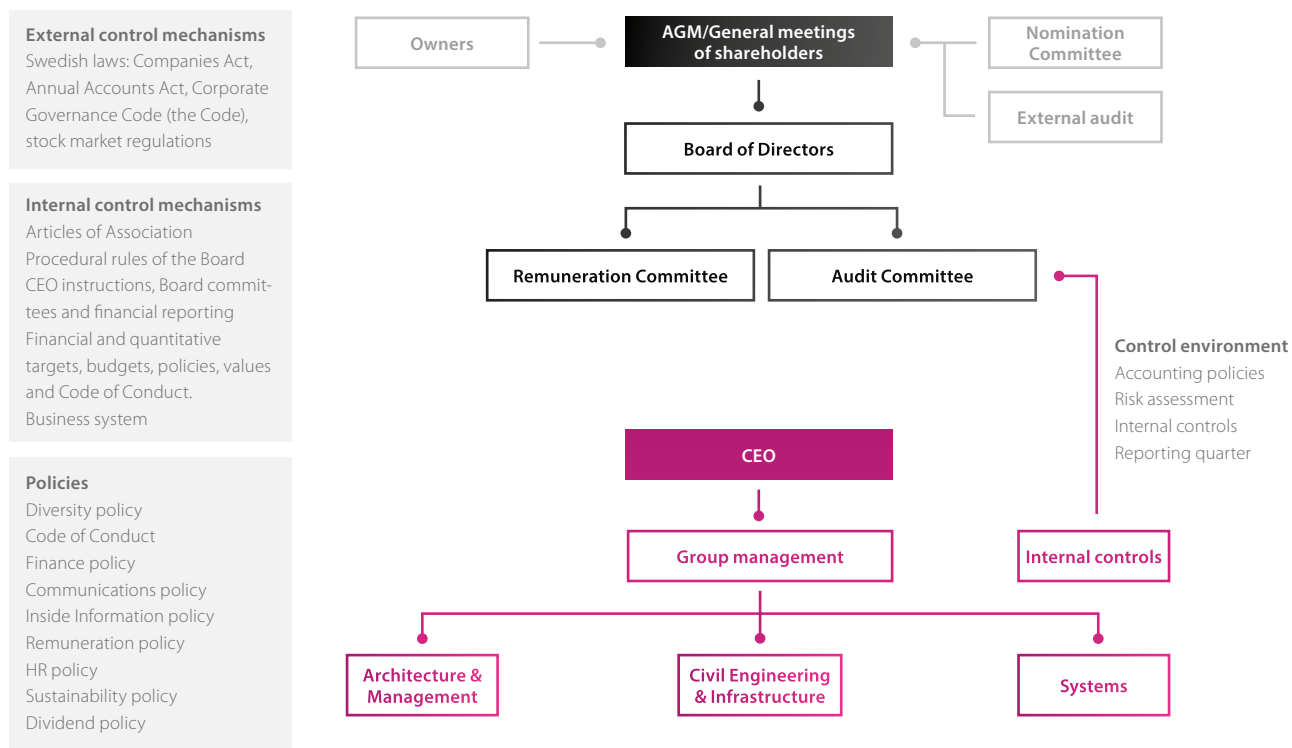 External control mechanisms
Swedish laws: Companies Act,
Annual Accounts Act, Corporate
Governance Code (the Code),
stock market regulations
Internal control mechanisms
Articles of Association
Procedural rules of the Board
CEO instructions, Board commit-
tees and financial reporting
Financial and quantitative
targets, budgets, policies, values
and Code of Conduct.
Business system
Policies
Diversity policy
Code of Conduct
Finance policy
Communications policy
Inside Information policy
Remuneration policy
HR policy
Sustainability policy
Dividend policy
Owners
AGM/General meetings
of shareholders
Nomination
Committee
External audit
Board of Directors
Remuneration Committee
Audit Committee
Control environment
Accounting policies
Risk assessment
Internal controls
Reporting quarter
CEO
Group management
Internal controls
Architecture &
Management
Civil Engineering
& Infrastructure
Systems